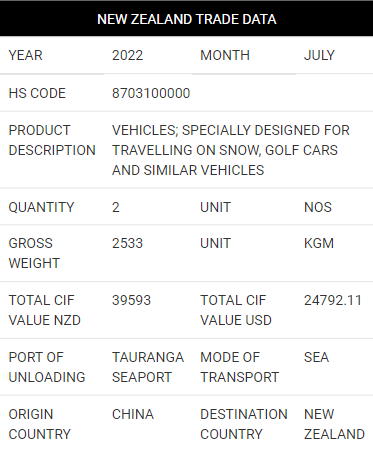 NEW ZEALAND TRADE DATA
YEAR 2022 MONTH JULY
HS CODE 8703100000
PRODUCT DESCRIPTION VEHICLES; SPECIALLY DESIGNED FOR
TRAVELLING ON SNOW, GOLF CARS
AND SIMILAR VEHICLES
QUANTITY 2 UNIT NOS
GROSS WEIGHT 2533 UNIT KGM
TOTAL CIF VALUE NZD 39593 TOTAL CIF VALUE USD 24792.11
PORT OF UNLOADING TAURANGA SEAPORT MODE OF TRANSPORT SEA
ORIGIN COUNTRY CHINA DESTINATION COUNTRY NEW ZEALAND